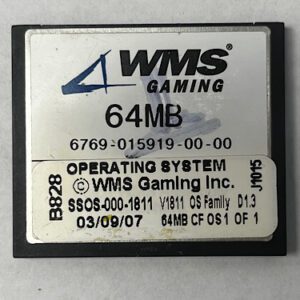 WMS®
GAMING
64MB
6769-015919-00-00
OPERATING SYSTEM
© WMS Gaming Inc.
SSOS-000-1811 V1811 OS Family D1.3
03/09/07 64MB CF OS 1 OF 1
B828
J1015